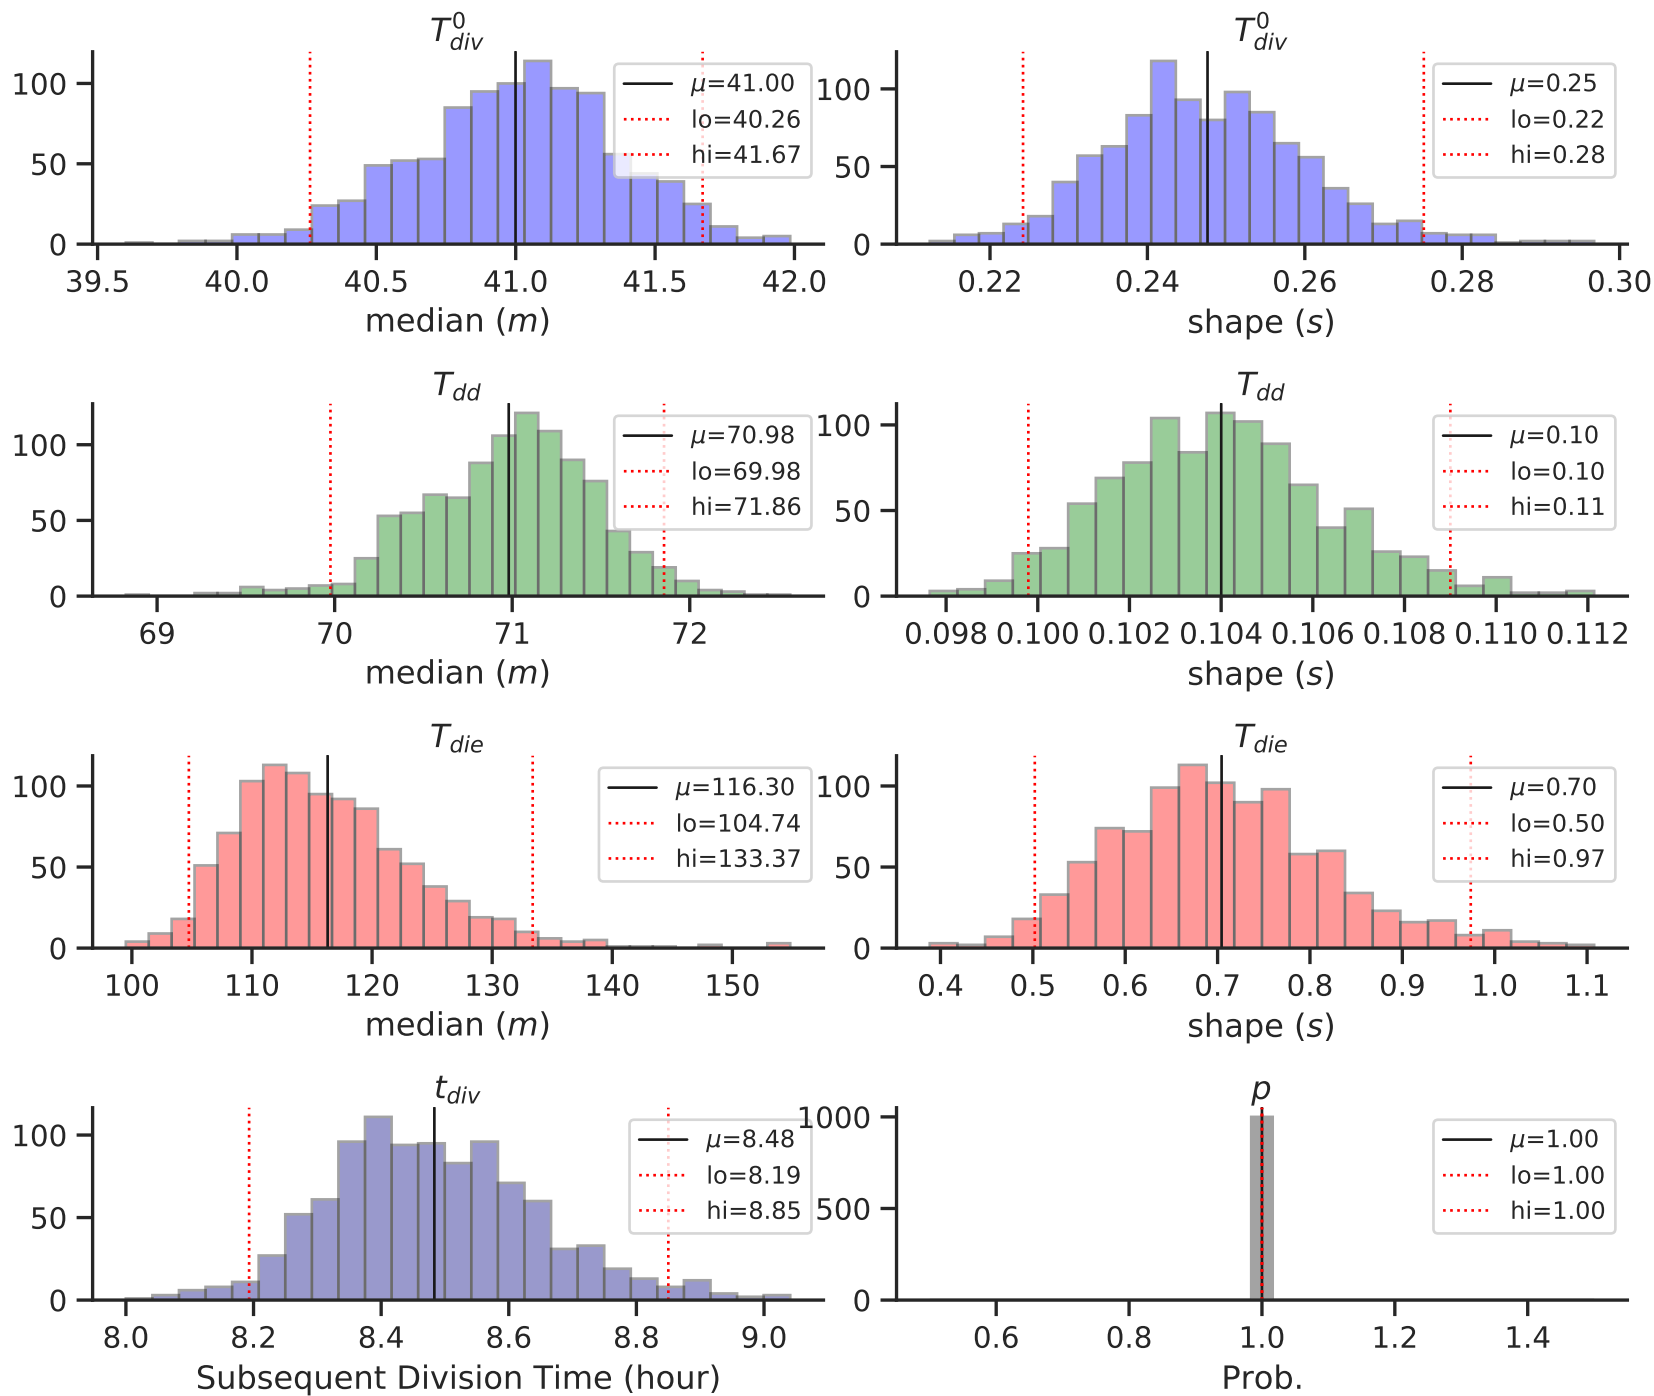 T⁰div
100
50
0
39.5 40.0 40.5 41.0 41.5 42.0
median (m)
μ=41.00
lo=40.26
hi=41.67
T⁰div
100
50
0
0.22 0.24 0.26 0.28 0.30
shape (s)
μ=0.25
lo=0.22
hi=0.28
Tdd
100
50
0
69 70 71 72
median (m)
μ=70.98
lo=69.98
hi=71.86
Tdd
100
50
0
0.098 0.100 0.102 0.104 0.106 0.108 0.110 0.112
shape (s)
μ=0.10
lo=0.10
hi=0.11
Tdie
100
50
0
100 110 120 130 140 150
median (m)
μ=116.30
lo=104.74
hi=133.37
Tdie
100
50
0
0.4 0.5 0.6 0.7 0.8 0.9 1.0 1.1
shape (s)
μ=0.70
lo=0.50
hi=0.97
tdiv
100
50
0
8.0 8.2 8.4 8.6 8.8 9.0
Subsequent Division Time (hour)
μ=8.48
lo=8.19
hi=8.85
p
1000
500
0
0.6 0.8 1.0 1.2 1.4
Prob.
μ=1.00
lo=1.00
hi=1.00